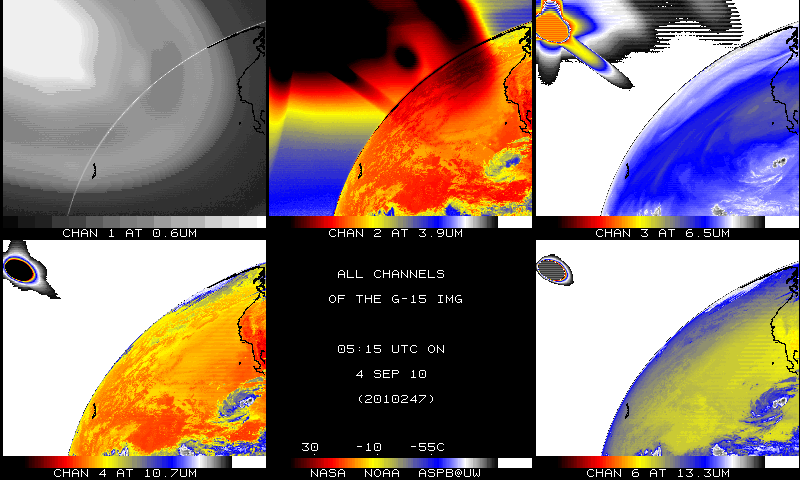 CHAN 1 AT 0.6UM
CHAN 2 AT 3.9UM
CHAN 3 AT 6.5UM
ALL CHANNELS
OF THE G-15 IMG
05:15 UTC ON
4 SEP 10
(2010247)
30 -10 -55C
CHAN 4 AT 10.7UM
NASA NOAA ASPB@UW
CHAN 6 AT 13.3UM